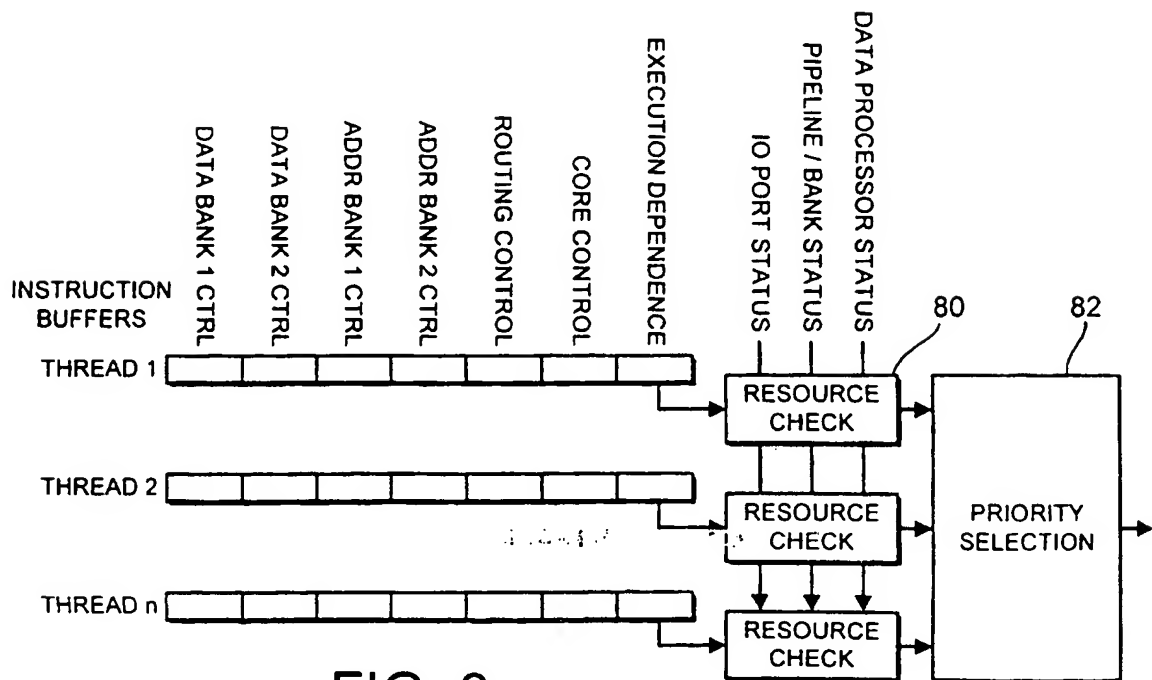 DATA BANK 1 CTRL
DATA BANK 2 CTRL
ADDR BANK 1 CTRL
ADDR BANK 2 CTRL
ROUTING CONTROL
CORE CONTROL
EXECUTION DEPENDENCE
IO PORT STATUS
PIPELINE / BANK STATUS
DATA PROCESSOR STATUS
80
82
INSTRUCTION
BUFFERS
THREAD 1
RESOURCE
CHECK
THREAD 2
RESOURCE
CHECK
PRIORITY
SELECTION
THREAD n
RESOURCE
CHECK